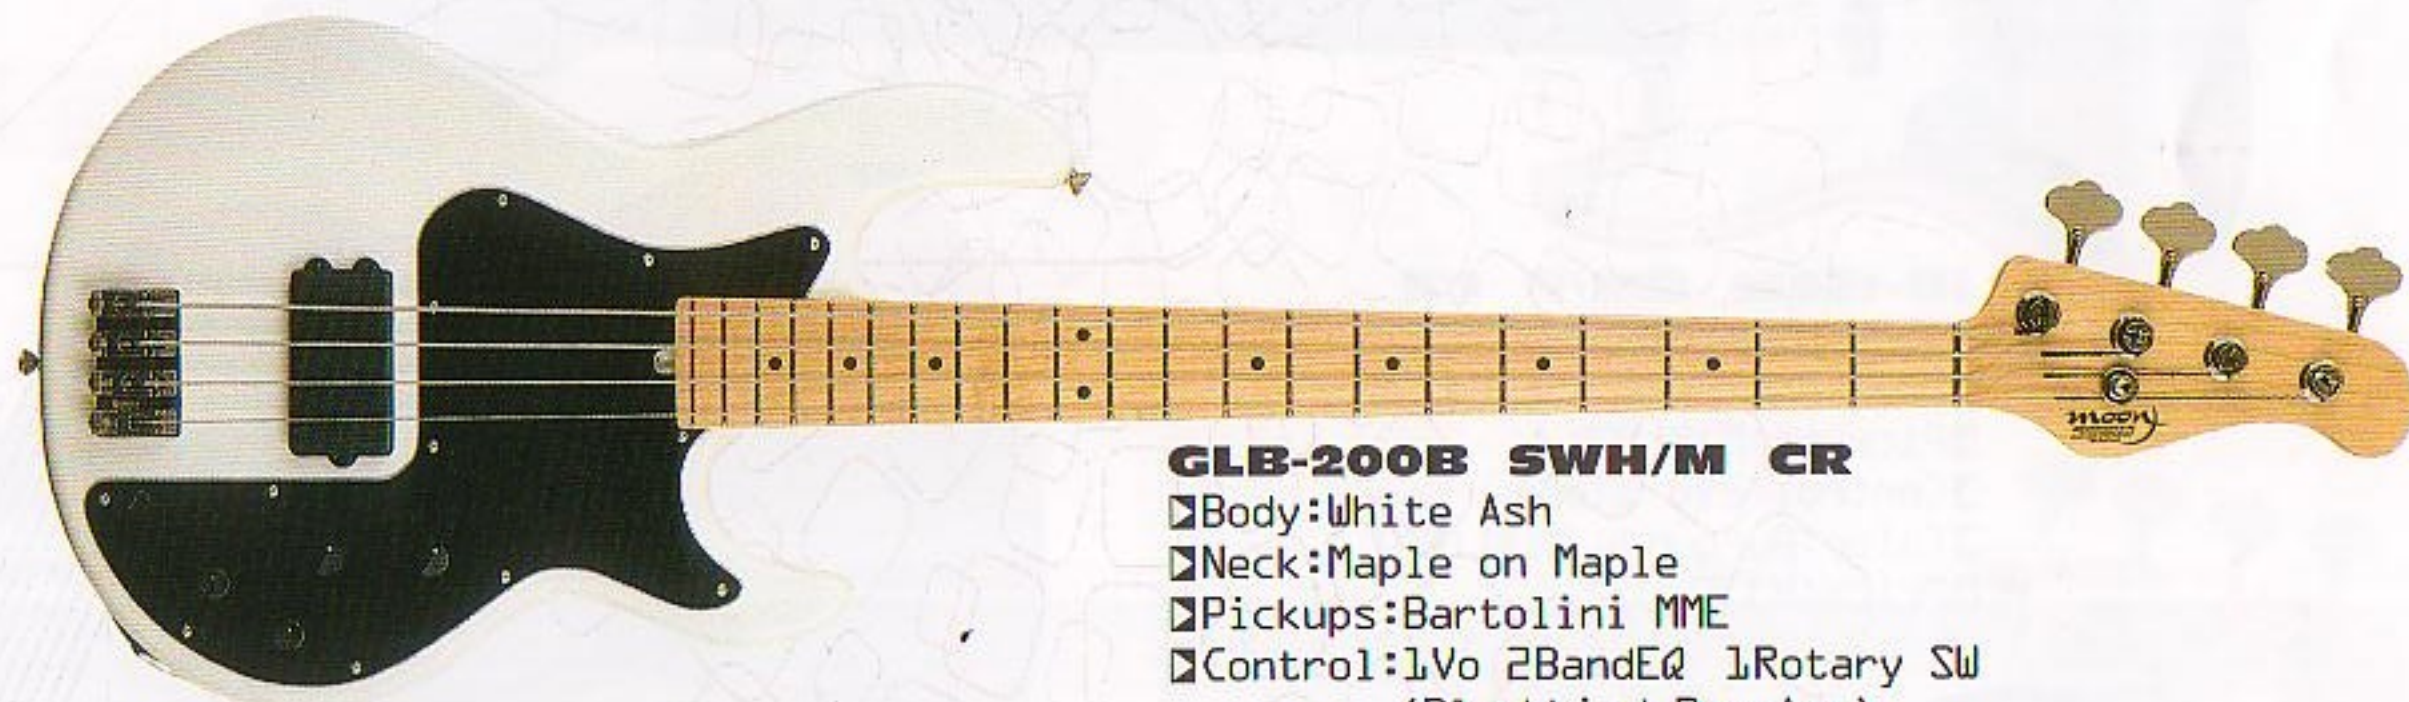 moon
GLB-200B SWH/M CR
Body:White Ash
Neck:Maple on Maple
Pickups:Bartolini MME
Control:1Vo 2BandEQ 1Rotary SW